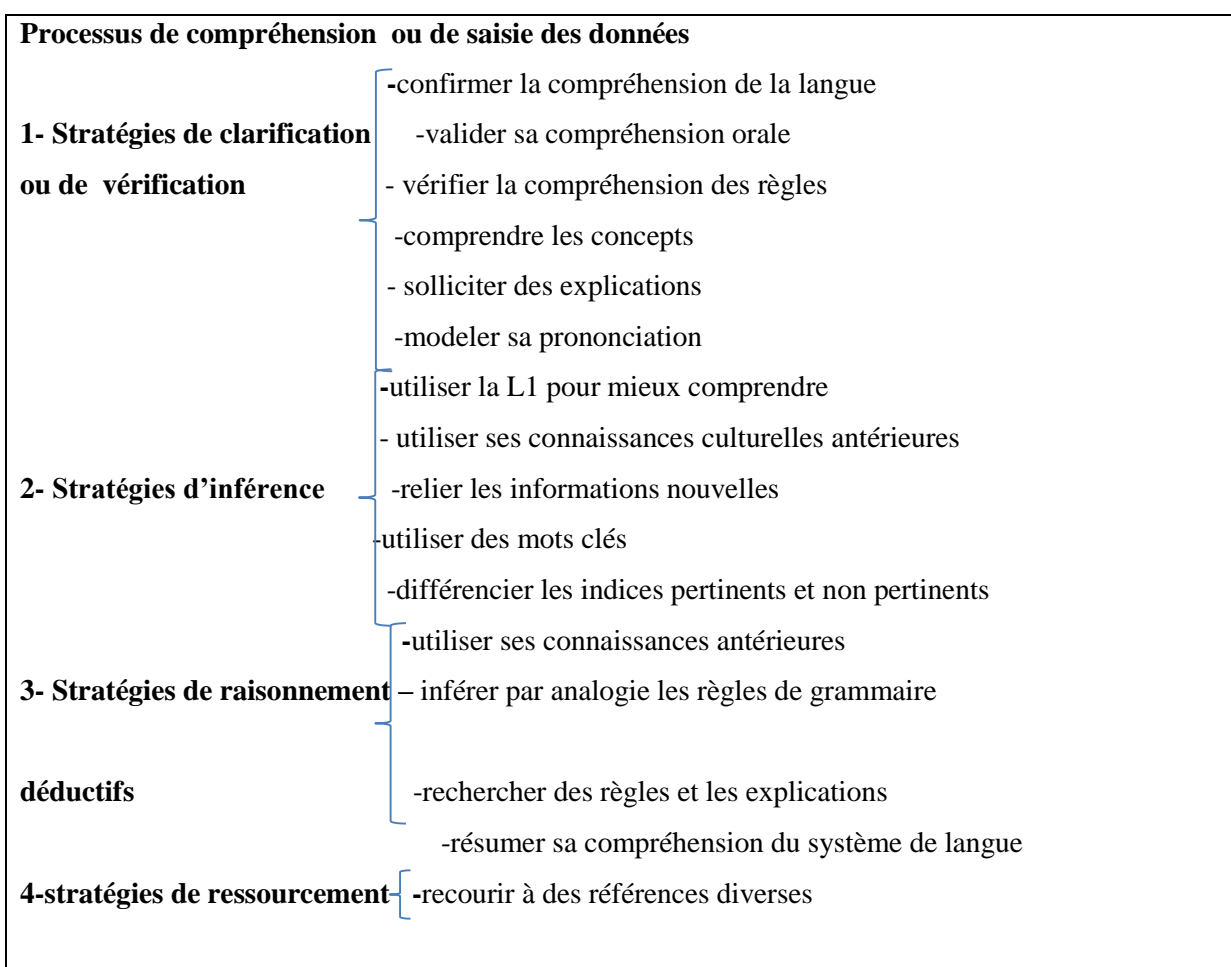 Processus de compréhension ou de saisie des données
-confirmer la compréhension de la langue
1- Stratégies de clarification -valider sa compréhension orale
ou de vérification - vérifier la compréhension des règles
-comprendre les concepts
- solliciter des explications
-modeler sa prononciation
-utiliser la L1 pour mieux comprendre
- utiliser ses connaissances culturelles antérieures
2- Stratégies d’inférence -relier les informations nouvelles
-utiliser des mots clés
-différencier les indices pertinents et non pertinents
-utiliser ses connaissances antérieures
3- Stratégies de raisonnement – inférer par analogie les règles de grammaire
déductifs -rechercher des règles et les explications
-résumer sa compréhension du système de langue
4-stratégies de ressourcement -recourir à des références diverses